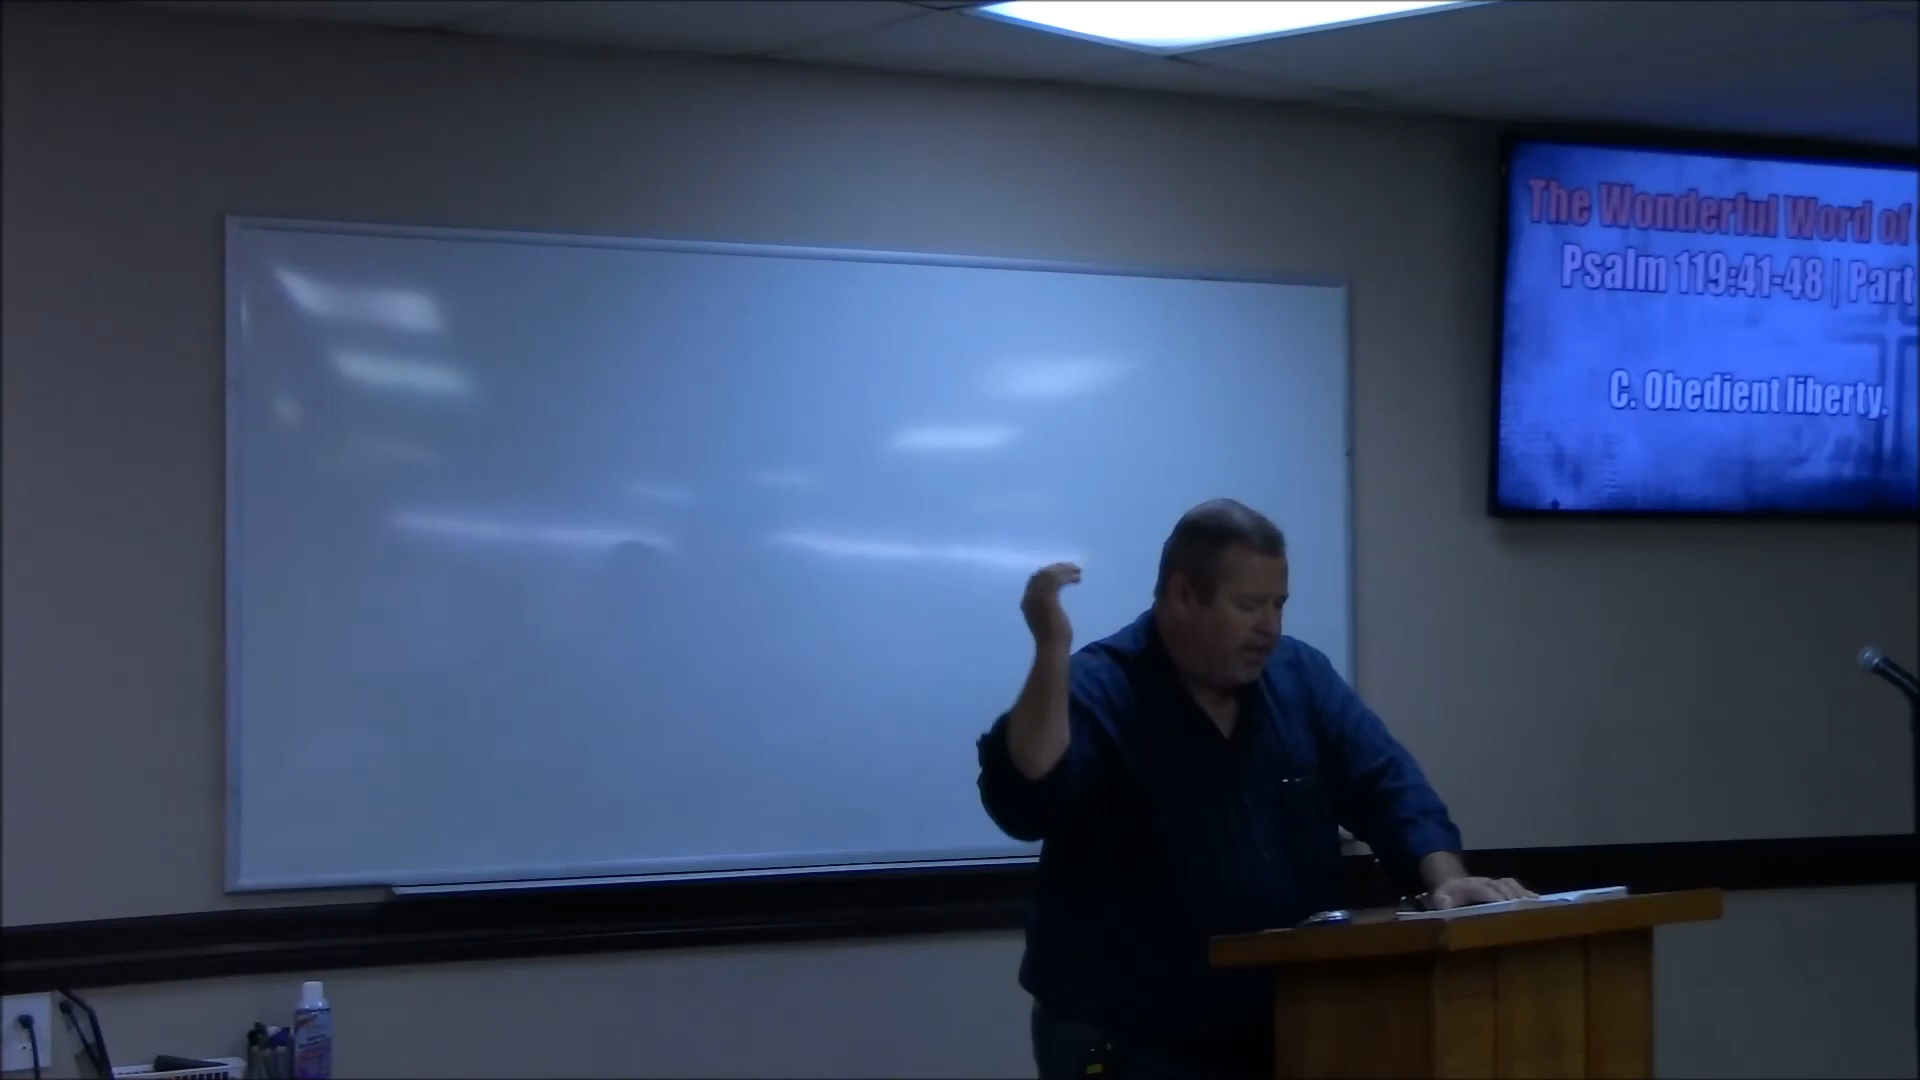 The Wonderful Word of
Psalm 119:41-48 | Part
C. Obedient liberty.